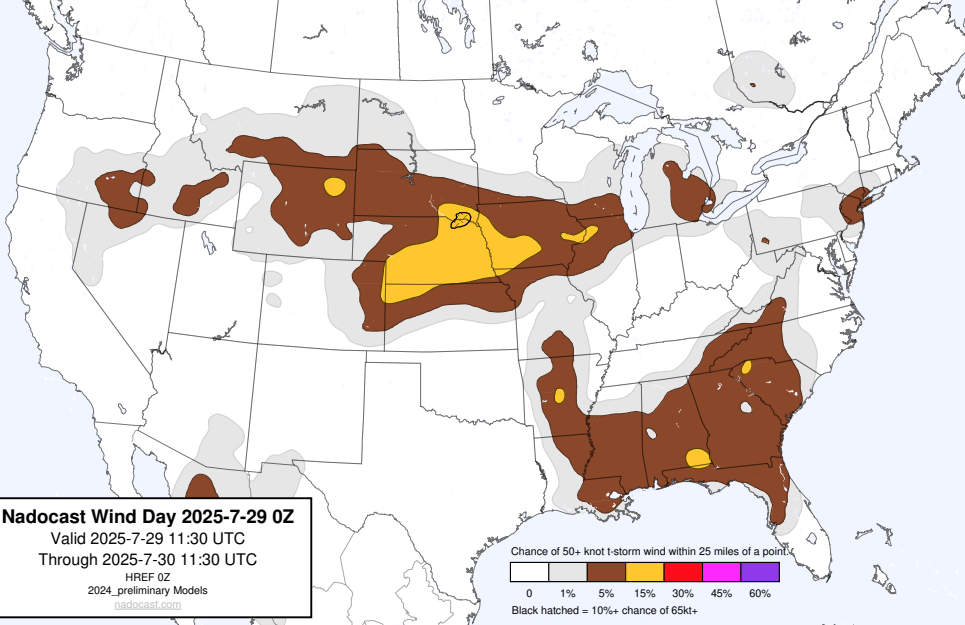 Nadocast Wind Day 2025-7-29 0Z
Valid 2025-7-29 11:30 UTC
Through 2025-7-30 11:30 UTC
HREF 0Z
2024_preliminary Models
nadocast.com
Chance of 50+ knot t-storm wind within 25 miles of a point.
0 1% 5% 15% 30% 45% 60%
Black hatched = 10%+ chance of 65kt+